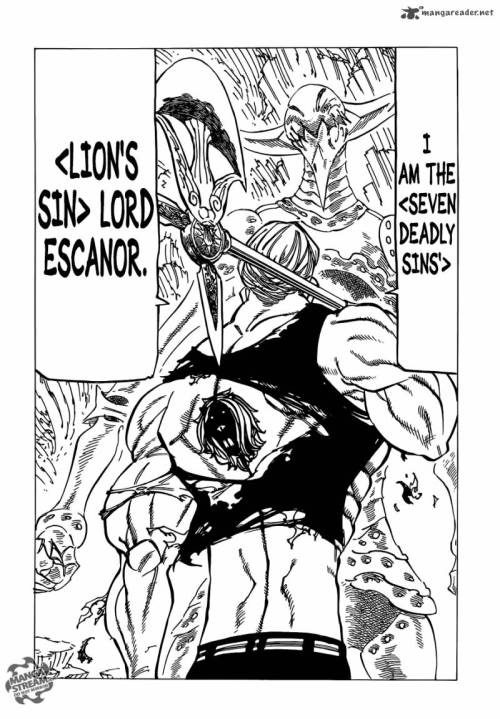 mangareader.net
I
AM THE
<SEVEN
DEADLY
SINS'>
<LION'S
SIN> LORD
ESCANOR.
MANGA
STREAM